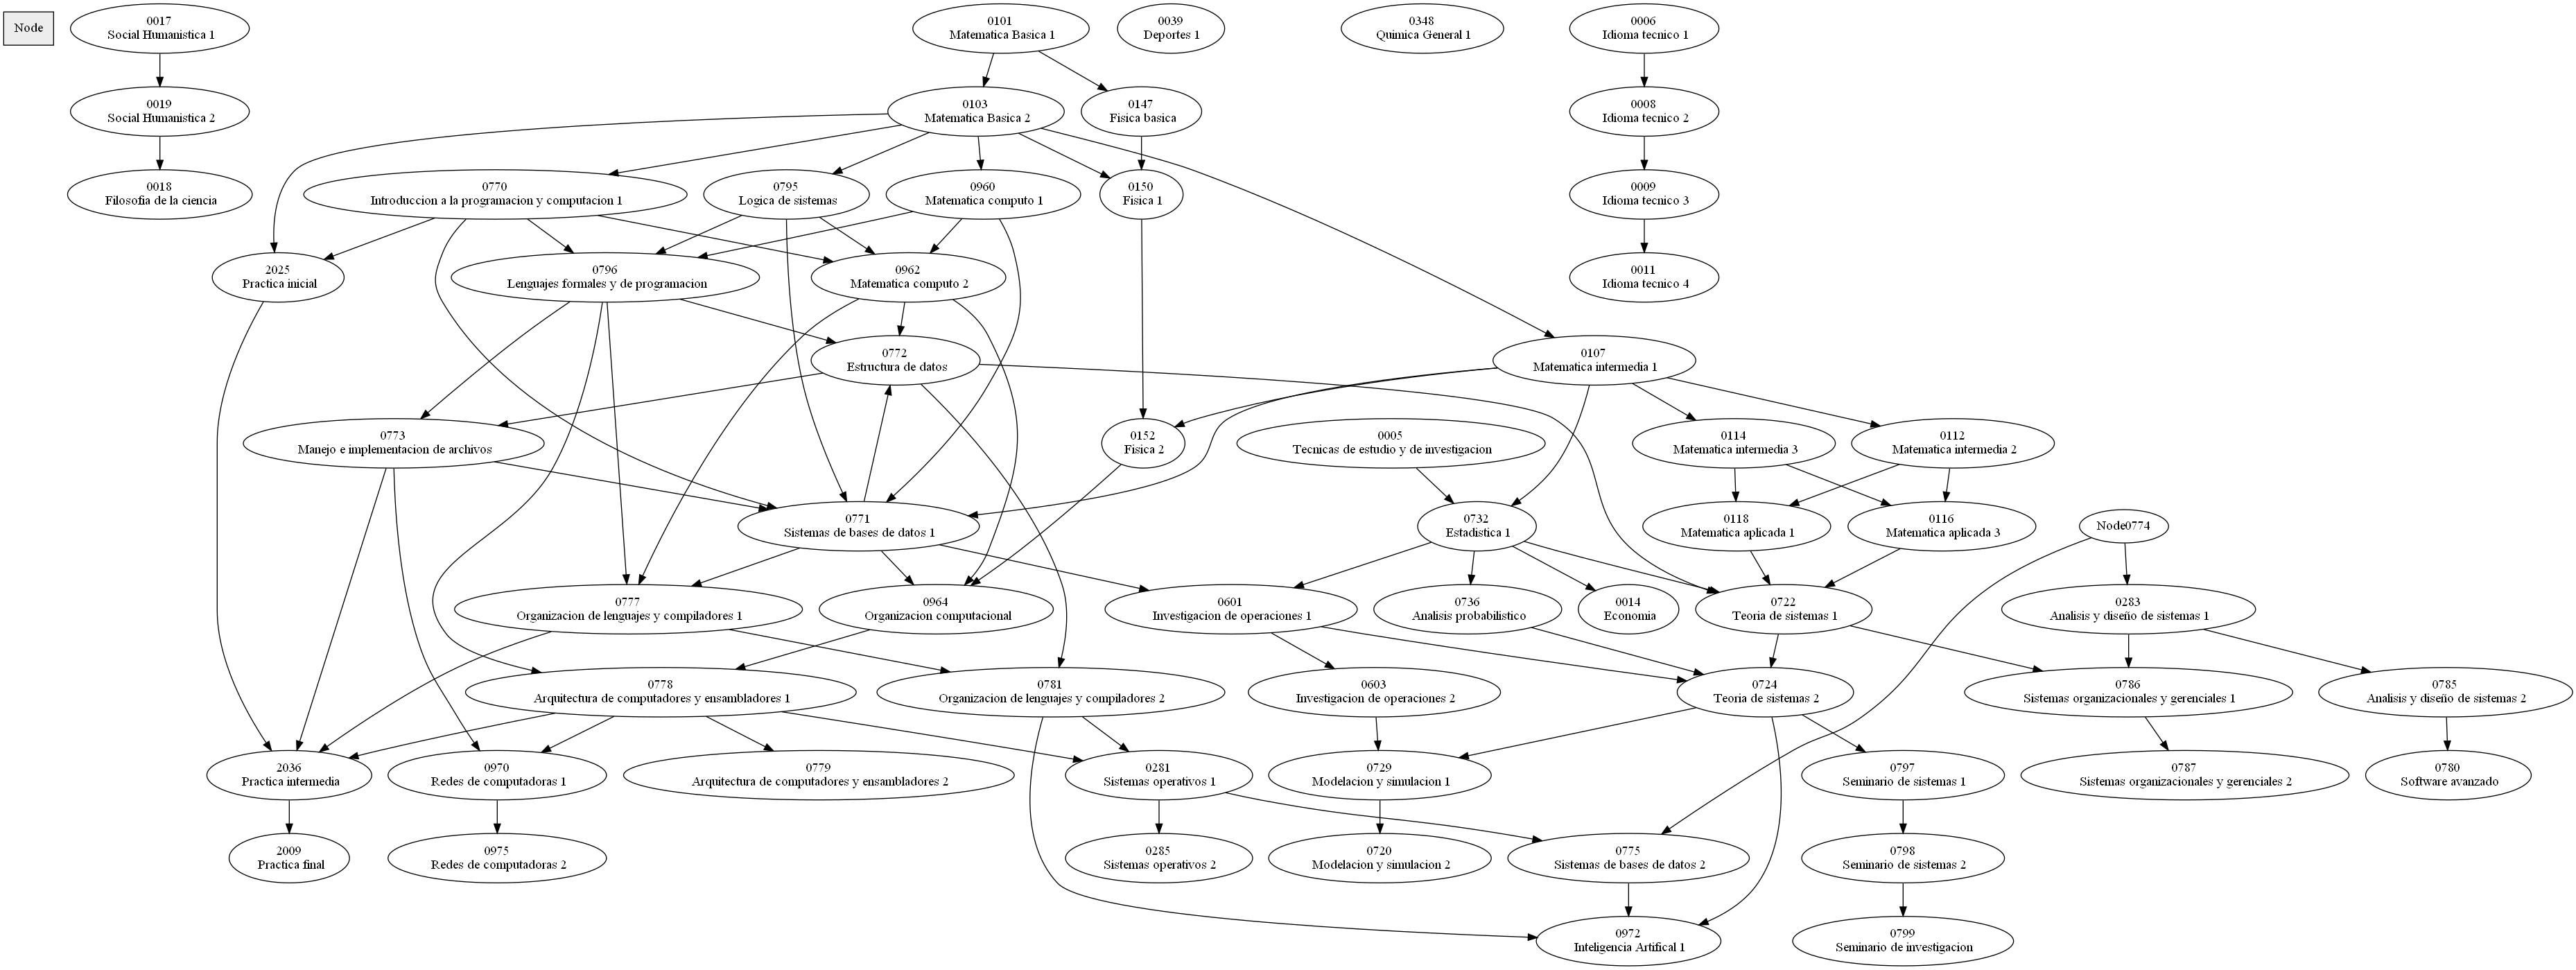 Node
0017
Social Humanistica 1
0101
Matematica Basica 1
0039
Deportes 1
0348
Quimica General 1
0006
Idioma tecnico 1
0019
Social Humanistica 2
0103
Matematica Basica 2
0147
Fisica basica
0008
Idioma tecnico 2
0018
Filosofia de la ciencia
0770
Introduccion a la programacion y computacion 1
0795
Logica de sistemas
0960
Matematica computo 1
0150
Fisica 1
0009
Idioma tecnico 3
2025
Practica inicial
0796
Lenguajes formales y de programacion
0962
Matematica computo 2
0011
Idioma tecnico 4
0772
Estructura de datos
0107
Matematica intermedia 1
0773
Manejo e implementacion de archivos
0152
Fisica 2
0005
Tecnicas de estudio y de investigacion
0114
Matematica intermedia 3
0112
Matematica intermedia 2
0771
Sistemas de bases de datos 1
0732
Estadistica 1
0118
Matematica aplicada 1
0116
Matematica aplicada 3
Node0774
0777
Organizacion de lenguajes y compiladores 1
0964
Organizacion computacional
0601
Investigacion de operaciones 1
0736
Analisis probabilistico
0014
Economia
0722
Teoria de sistemas 1
0283
Analisis y diseño de sistemas 1
0778
Arquitectura de computadores y ensambladores 1
0781
Organizacion de lenguajes y compiladores 2
0603
Investigacion de operaciones 2
0724
Teoria de sistemas 2
0786
Sistemas organizacionales y gerenciales 1
0785
Analisis y diseño de sistemas 2
2036
Practica intermedia
0970
Redes de computadoras 1
0779
Arquitectura de computadores y ensambladores 2
0281
Sistemas operativos 1
0729
Modelacion y simulacion 1
0797
Seminario de sistemas 1
0787
Sistemas organizacionales y gerenciales 2
0780
Software avanzado
2009
Practica final
0975
Redes de computadoras 2
0285
Sistemas operativos 2
0720
Modelacion y simulacion 2
0775
Sistemas de bases de datos 2
0798
Seminario de sistemas 2
0972
Inteligencia Artifical 1
0799
Seminario de investigacion